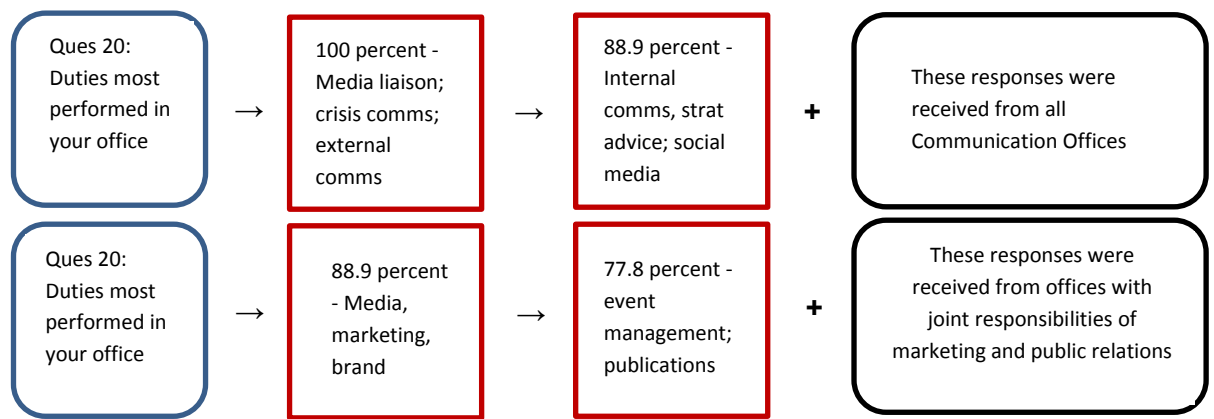 Ques 20:
Duties most
performed in
your office
→
100 percent -
Media liaison;
crisis comms;
external
comms
→
88.9 percent -
Internal
comms, strat
advice; social
media
+
These responses were
received from all
Communication Offices
Ques 20:
Duties most
performed in
your office
→
88.9 percent
- Media,
marketing,
brand
→
77.8 percent -
event
management;
publications
+
These responses were
received from offices with
joint responsibilities of
marketing and public relations